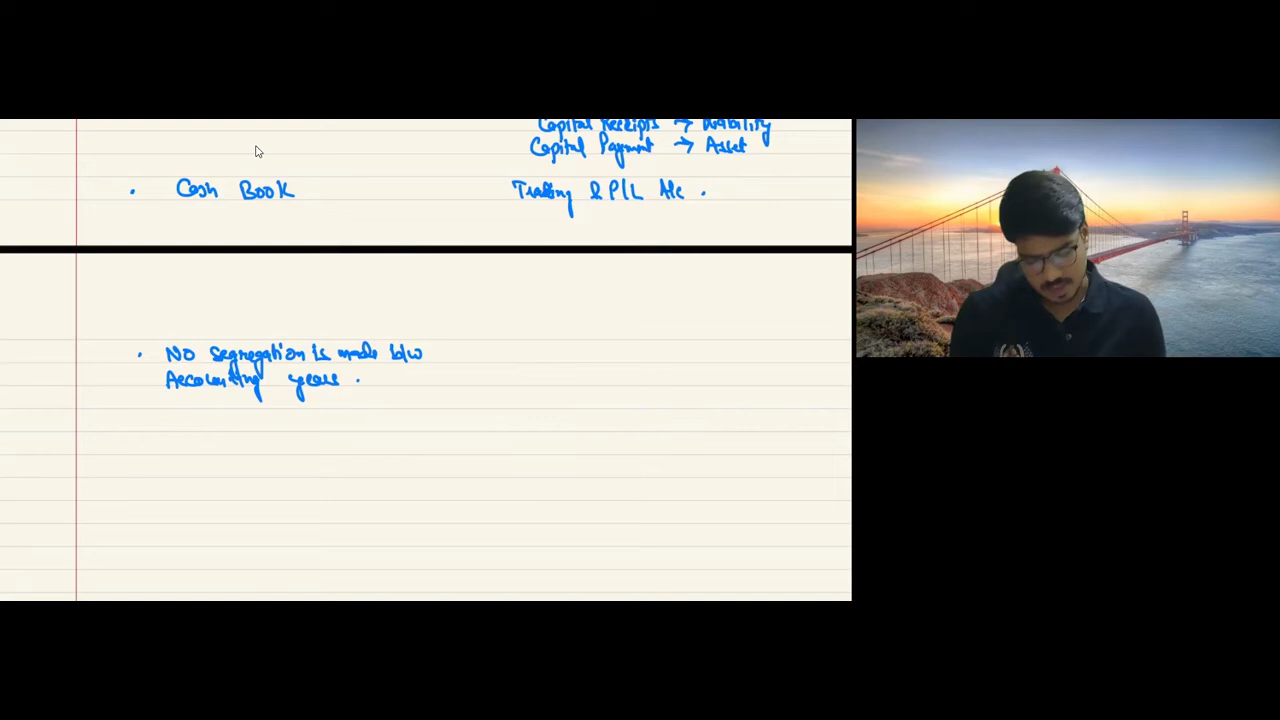 Capital Receipts → Liability
Capital Payment → Asset
. Cash Book
Trading & P/L A/c .
. No segregation is made b/w
Accounting years .